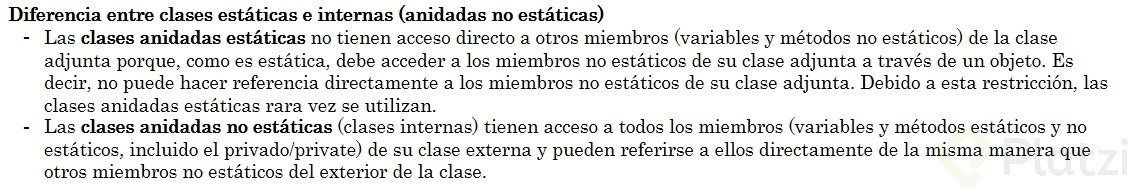 Diferencia entre clases estáticas e internas (anidadas no estáticas)
- Las clases anidadas estáticas no tienen acceso directo a otros miembros (variables y métodos no estáticos) de la clase
adjunta porque, como es estática, debe acceder a los miembros no estáticos de su clase adjunta a través de un objeto. Es
decir, no puede hacer referencia directamente a los miembros no estáticos de su clase adjunta. Debido a esta restricción, las
clases anidadas estáticas rara vez se utilizan.
- Las clases anidadas no estáticas (clases internas) tienen acceso a todos los miembros (variables y métodos estáticos y no
estáticos, incluido el privado/private) de su clase externa y pueden referirse a ellos directamente de la misma manera que
otros miembros no estáticos del exterior de la clase.
Platzi